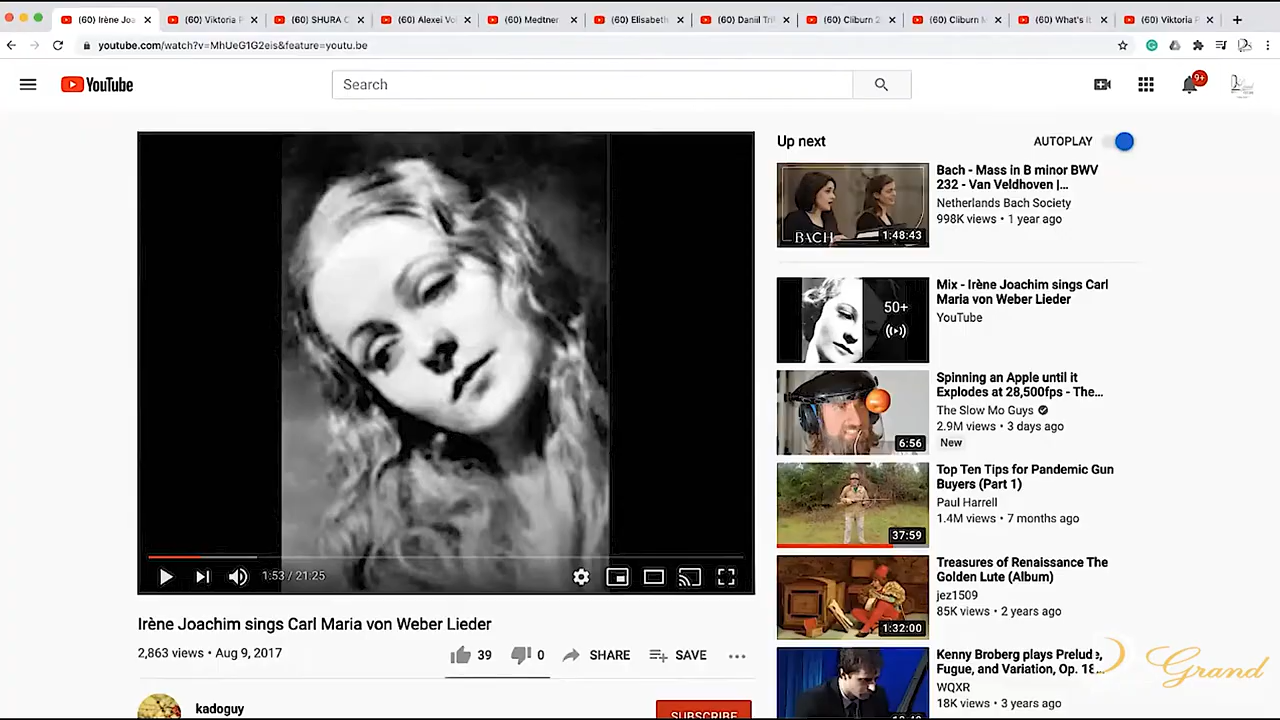 (60) Irène Joa
(60) Viktoria P
(60) SHURA C
(60) Alexei Vo
(60) Medtner
(60) Elisabeth
(60) Daniil Tri
(60) Cliburn 2
(60) Cliburn M
(60) What's It
(60) Viktoria P
youtube.com/watch?v=MhUeG1G2eis&feature=youtu.be
YouTube
Search
9+
Up next
AUTOPLAY
Bach - Mass in B minor BWV
232 - Van Veldhoven |...
Netherlands Bach Society
998K views • 1 year ago
BACH
1:48:43
Mix - Irène Joachim sings Carl
Maria von Weber Lieder
YouTube
50+
Spinning an Apple until it
Explodes at 28,500fps - The...
The Slow Mo Guys
2.9M views • 3 days ago
New
6:56
Top Ten Tips for Pandemic Gun
Buyers (Part 1)
Paul Harrell
1.4M views • 7 months ago
37:59
Treasures of Renaissance The
Golden Lute (Album)
jez1509
85K views • 2 years ago
1:32:00
Kenny Broberg plays Prelude,
Fugue, and Variation, Op. 18...
WQXR
18K views • 3 years ago
1:53 / 21:25
Irène Joachim sings Carl Maria von Weber Lieder
2,863 views • Aug 9, 2017
39
0
SHARE
SAVE
kadoguy
SUBSCRIBE
Grand